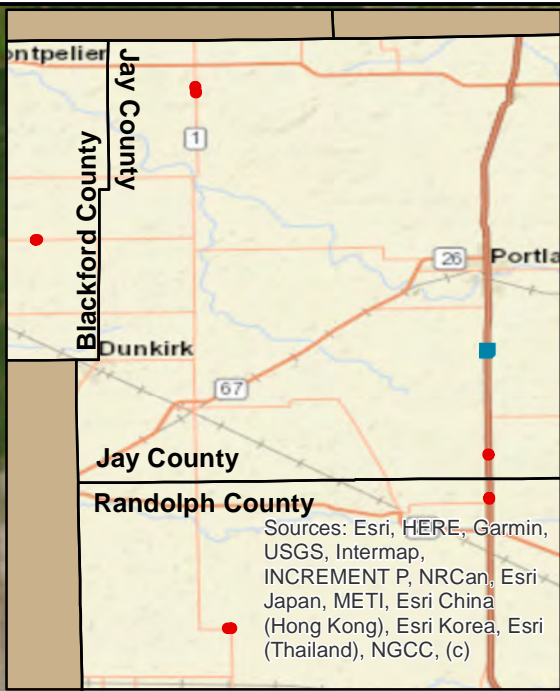 ontpelier
Jay County
1
Blackford County
26
Portla
Dunkirk
67
Jay County
Randolph County
Sources: Esri, HERE, Garmin,
USGS, Intermap,
INCREMENT P, NRCan, Esri
Japan, METI, Esri China
(Hong Kong), Esri Korea, Esri
(Thailand), NGCC, (c)